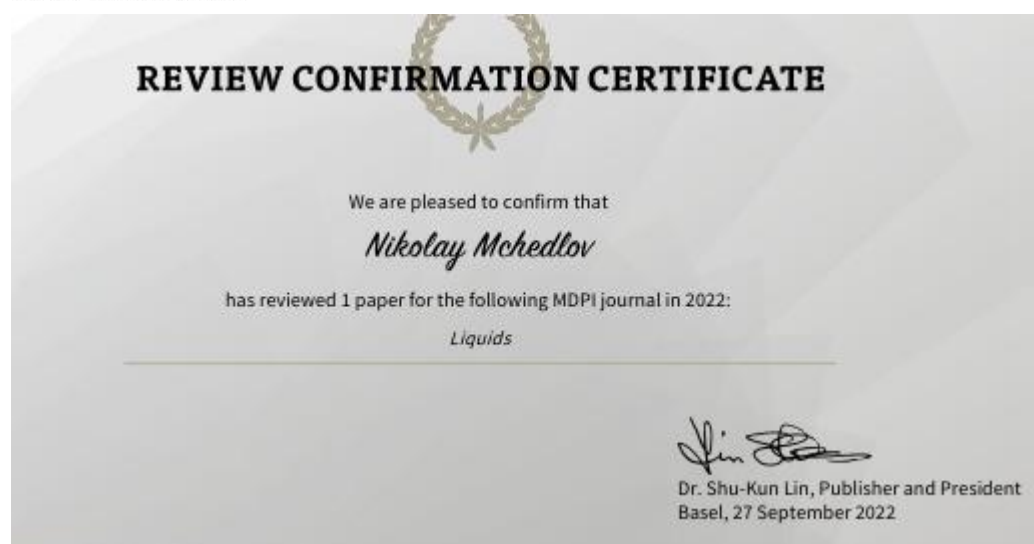 REVIEW CONFIRMATION CERTIFICATE
We are pleased to confirm that
Nikolay Mchedlov
has reviewed 1 paper for the following MDPI journal in 2022:
Liquids
Dr. Shu-Kun Lin, Publisher and President
Basel, 27 September 2022